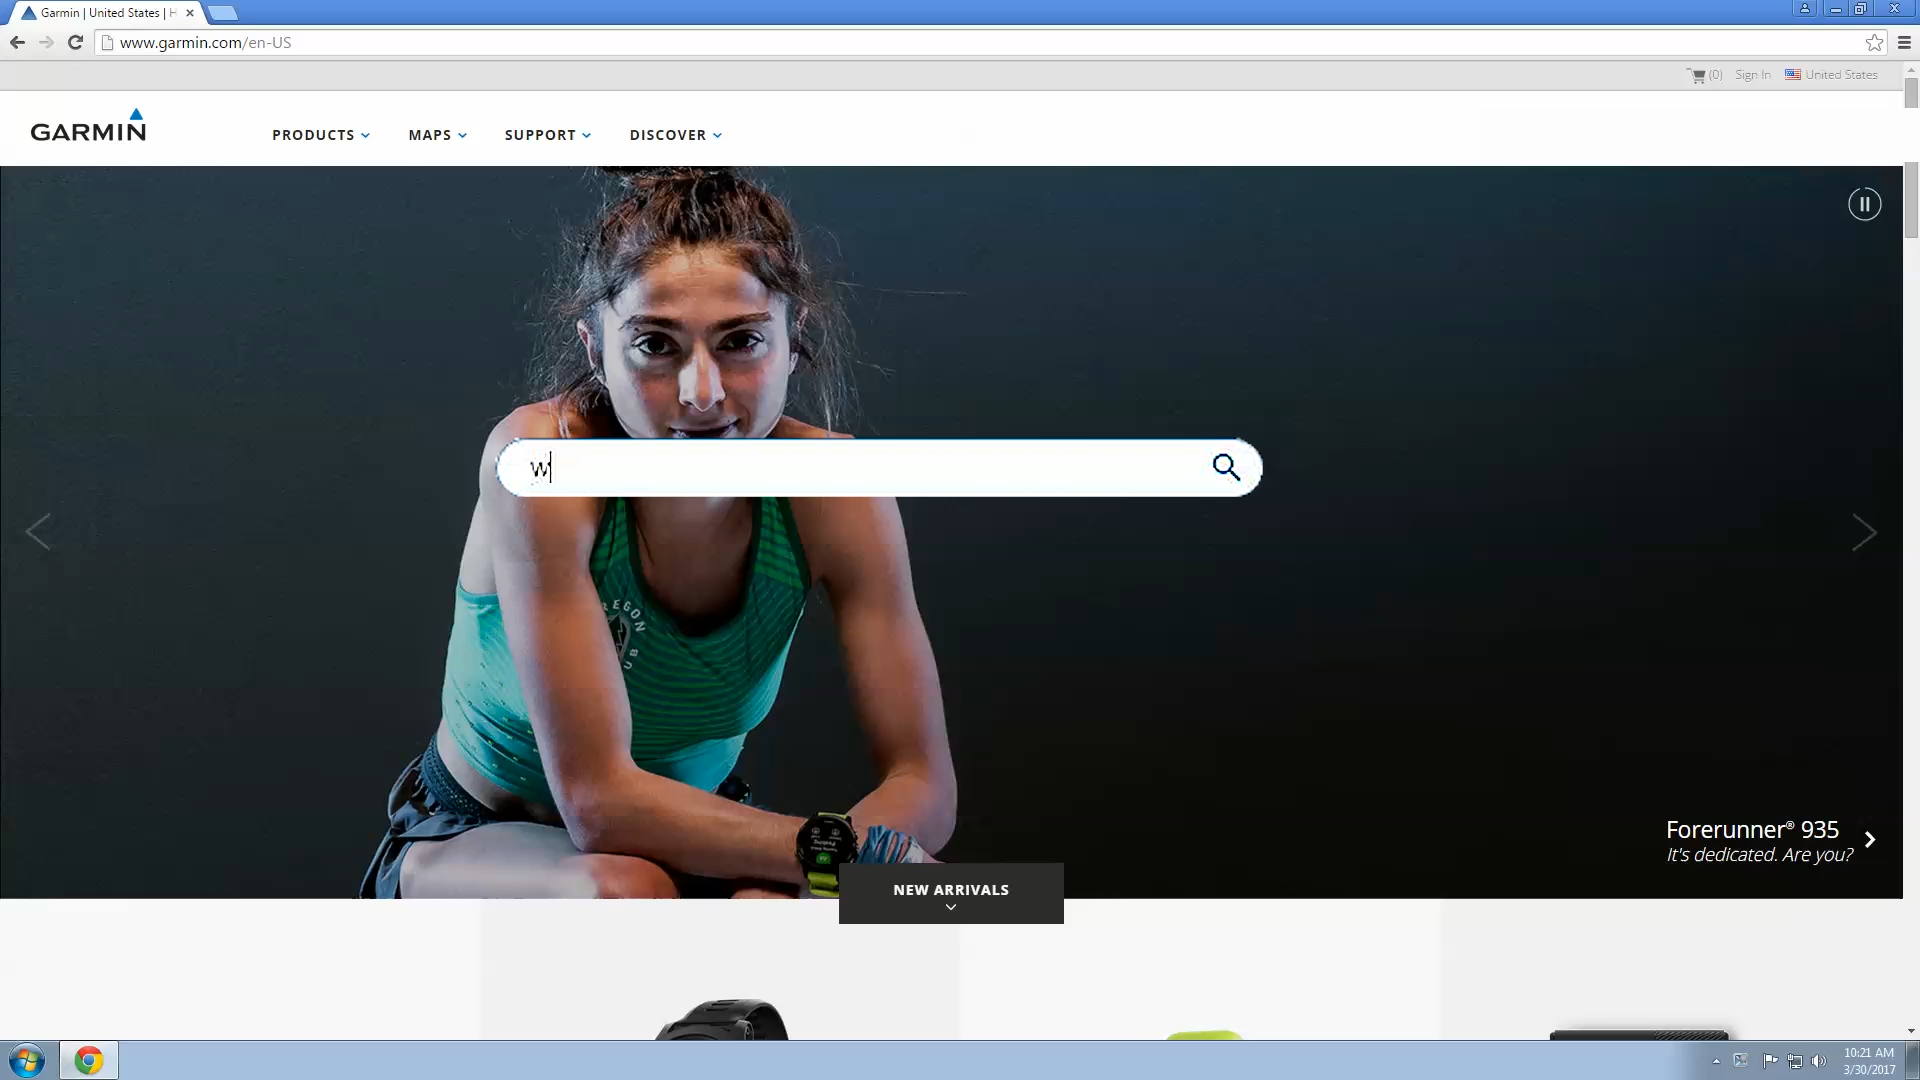 Garmin | United States | H
www.garmin.com/en-US
(0) Sign In United States
GARMIN
PRODUCTS MAPS SUPPORT DISCOVER
w
Forerunner® 935
It's dedicated. Are you?
NEW ARRIVALS
10:21 AM
3/30/2017